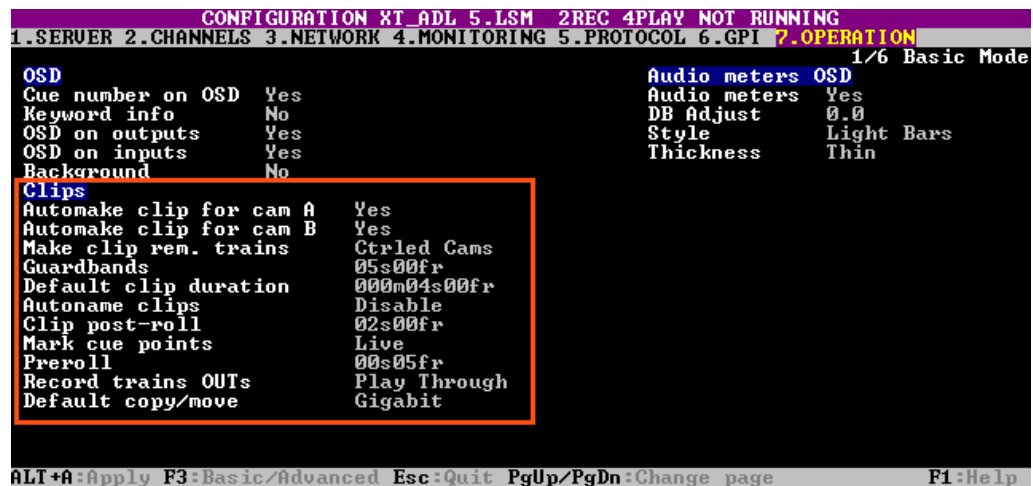 CONFIGURATION XT_ADL 5.LSM 2REC 4PLAY NOT RUNNING
1.SERVER 2.CHANNELS 3.NETWORK 4.MONITORING 5.PROTOCOL 6.GPI 7.OPERATION
1/6 Basic Mode
OSD
Cue number on OSD Yes
Keyword info No
OSD on outputs Yes
OSD on inputs Yes
Background No
Audio meters OSD
Audio meters Yes
DB Adjust 0.0
Style Light Bars
Thickness Thin
Clips
Automake clip for cam A Yes
Automake clip for cam B Yes
Make clip rem. trains Ctrled Cams
Guardbands 05s00fr
Default clip duration 000m04s00fr
Autoname clips Disable
Clip post-roll 02s00fr
Mark cue points Live
Preroll 00s05fr
Record trains OUTs Play Through
Default copy/move Gigabit
ALT+A:Apply F3:Basic/Advanced Esc:Quit PgUp/PgDn:Change page F1:Help